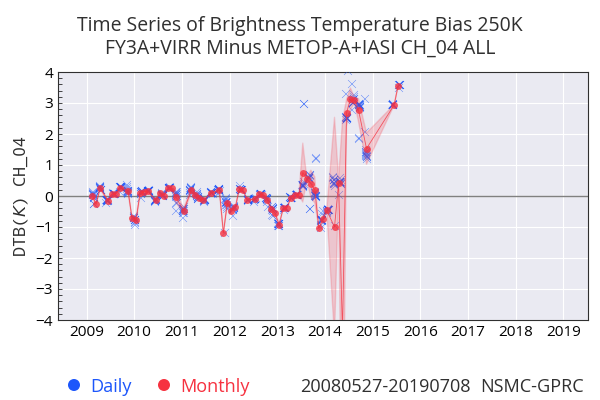 Time Series of Brightness Temperature Bias 250K
FY3A+VIRR Minus METOP-A+IASI CH_04 ALL
DTB(K) CH_04
4
3
2
1
0
−1
−2
−3
−4
2009 2010 2011 2012 2013 2014 2015 2016 2017 2018 2019
Daily Monthly 20080527-20190708 NSMC-GPRC